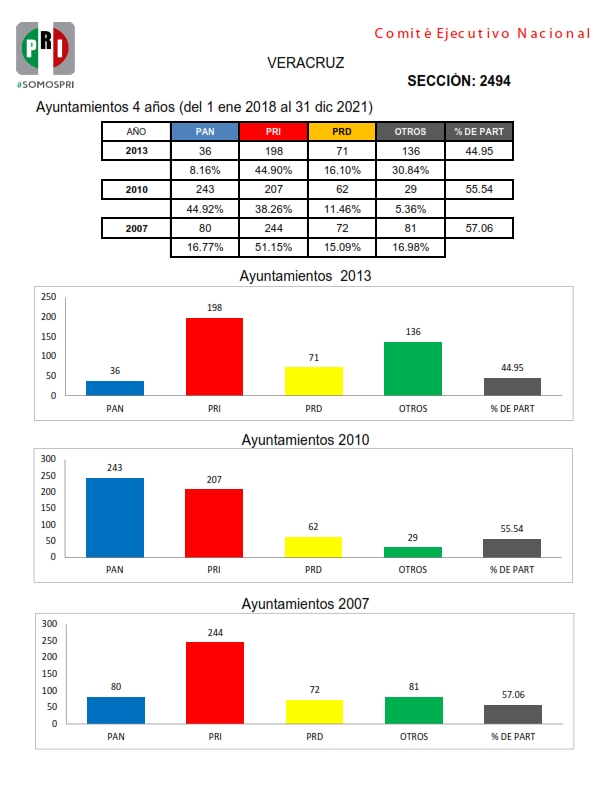 Comité Ejecutivo Nacional
PRI
#SOMOSPRI
VERACRUZ
SECCIÓN: 2494
Ayuntamientos 4 años (del 1 ene 2018 al 31 dic 2021)
AÑO PAN PRI PRD OTROS % DE PART
2013 36 198 71 136 44.95
8.16% 44.90% 16.10% 30.84%
2010 243 207 62 29 55.54
44.92% 38.26% 11.46% 5.36%
2007 80 244 72 81 57.06
16.77% 51.15% 15.09% 16.98%
Ayuntamientos 2013
250
200
150
100
50
0
36 198 71 136 44.95
PAN PRI PRD OTROS % DE PART
Ayuntamientos 2010
300
250
200
150
100
50
0
243 207 62 29 55.54
PAN PRI PRD OTROS % DE PART
Ayuntamientos 2007
300
250
200
150
100
50
0
80 244 72 81 57.06
PAN PRI PRD OTROS % DE PART